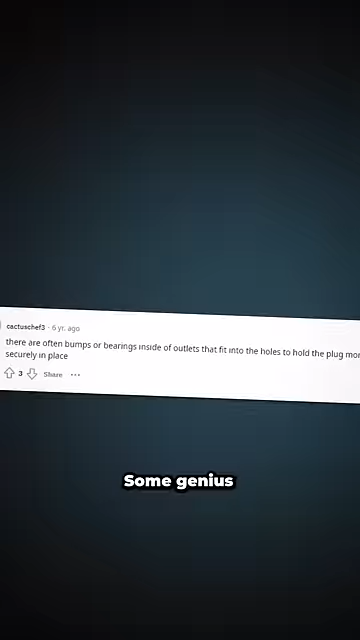 cactuschef3 · 6 yr. ago
there are often bumps or bearings inside of outlets that fit into the holes to hold the plug
securely in place
3 Share ···
Some genius